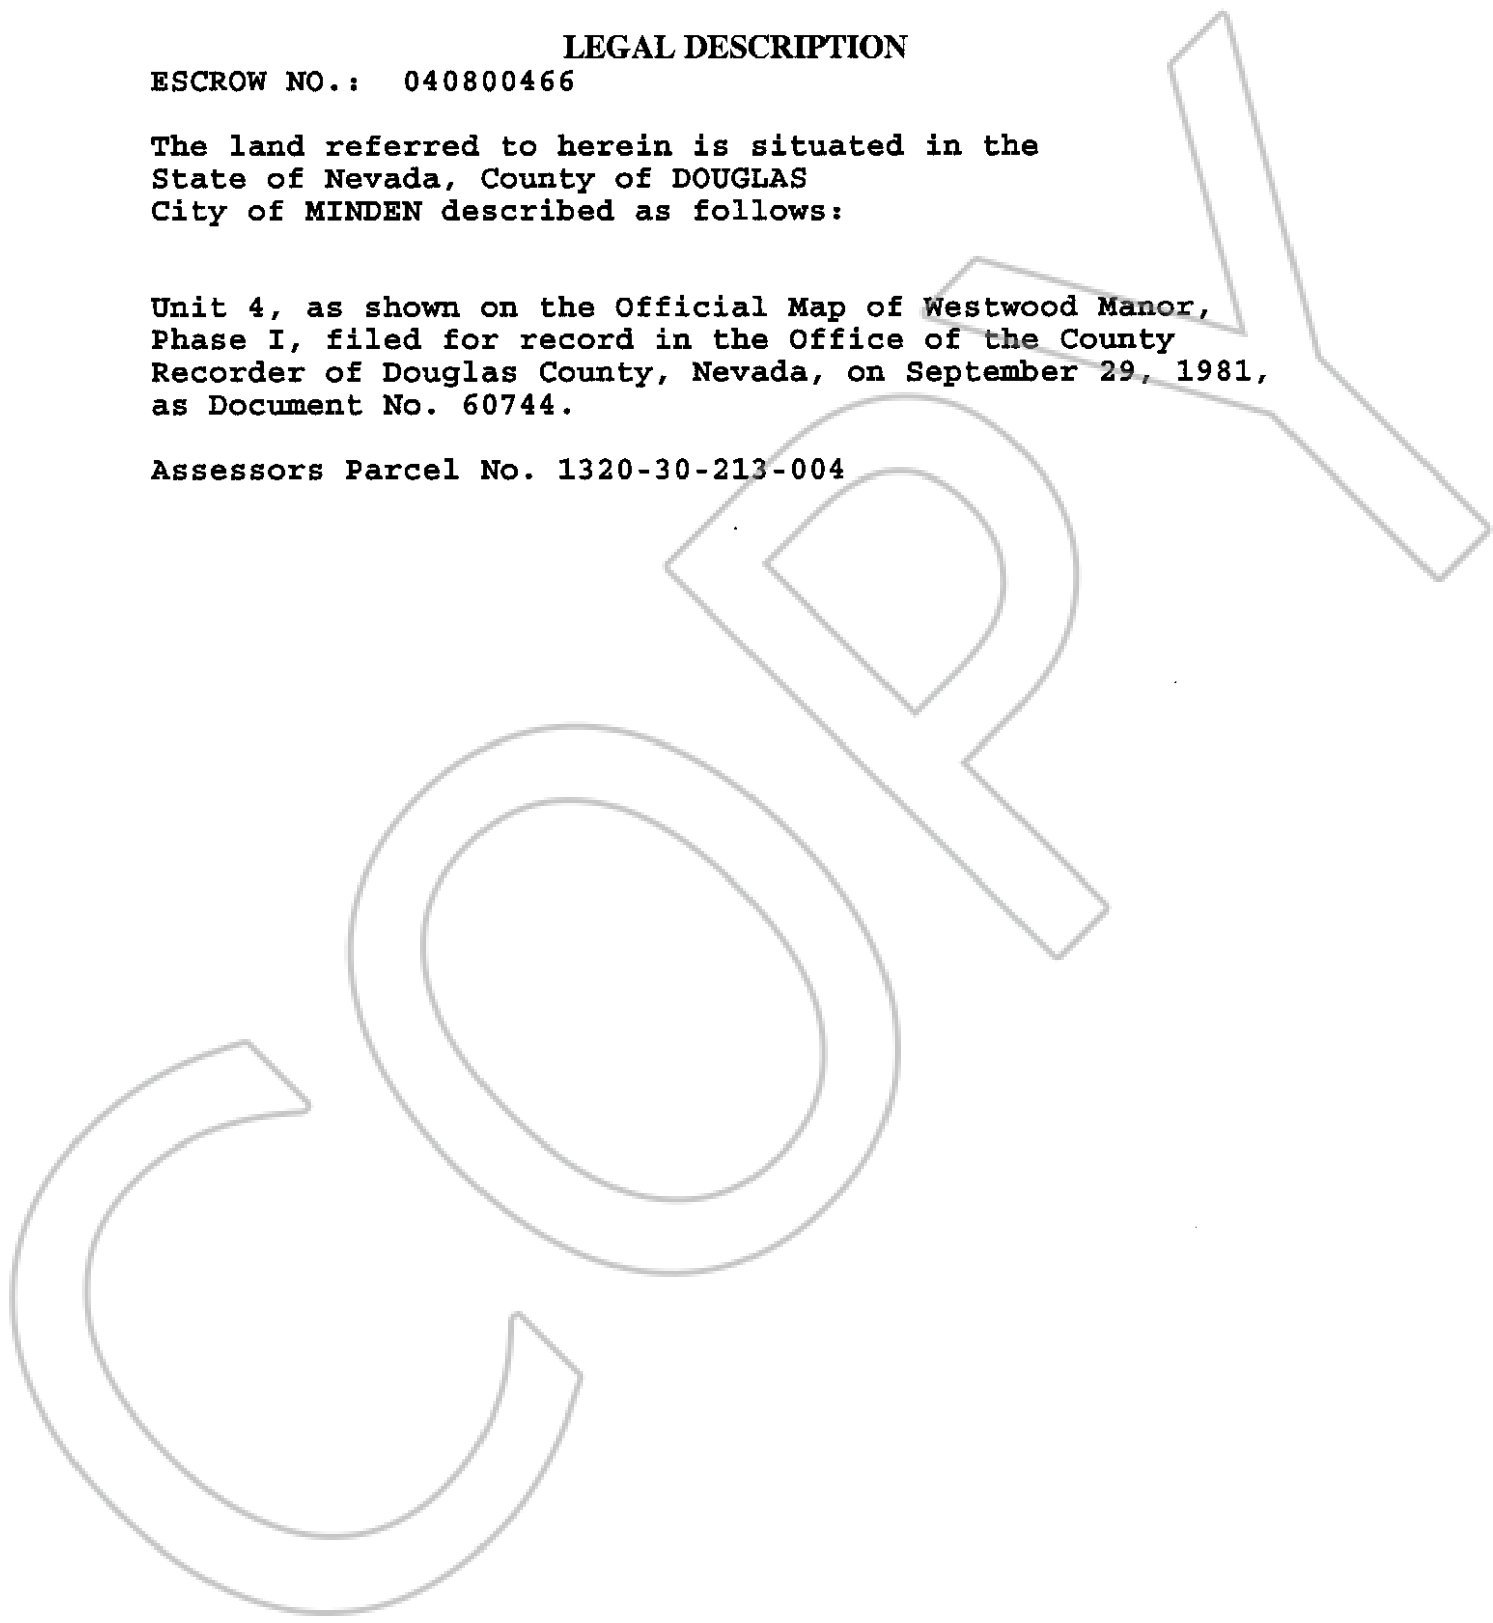 LEGAL DESCRIPTION
ESCROW NO.: 040800466
The land referred to herein is situated in the
State of Nevada, County of DOUGLAS
City of MINDEN described as follows:
Unit 4, as shown on the Official Map of Westwood Manor,
Phase I, filed for record in the Office of the County
Recorder of Douglas County, Nevada, on September 29, 1981,
as Document No. 60744.
Assessors Parcel No. 1320-30-213-004
COPY